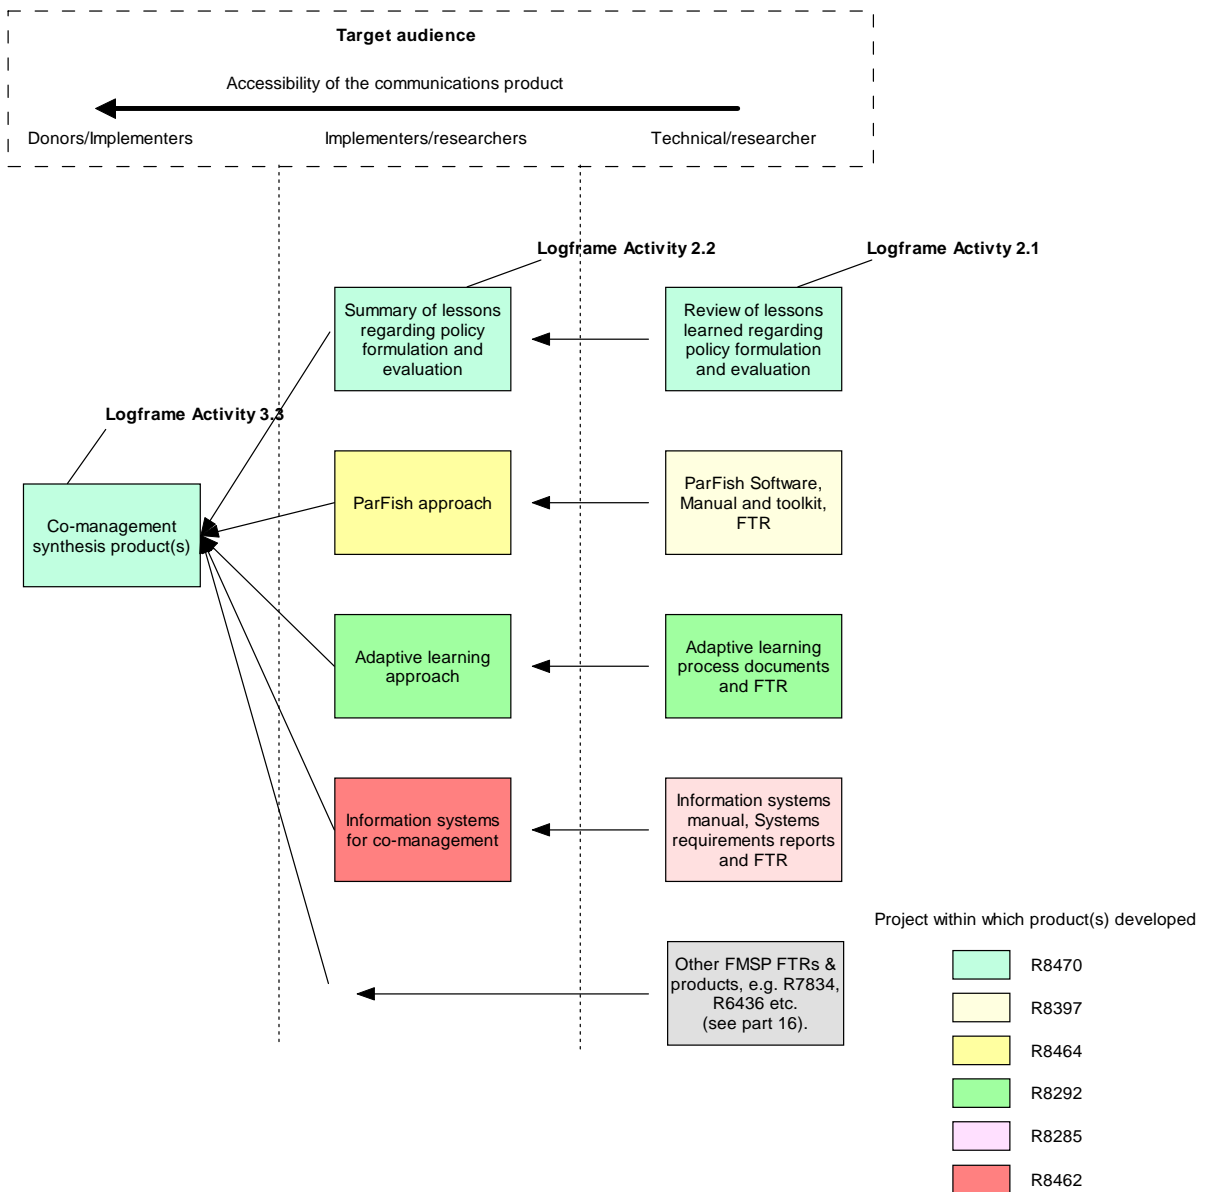 Target audience
Accessibility of the communications product
Donors/Implementers
Implementers/researchers
Technical/researcher
Logframe Activity 2.2
Logframe Activty 2.1
Summary of lessons
regarding policy
formulation and
evaluation
Review of lessons
learned regarding
policy formulation
and evaluation
Logframe Activity 3.3
Co-management
synthesis product(s)
ParFish approach
ParFish Software,
Manual and toolkit,
FTR
Adaptive learning
approach
Adaptive learning
process documents
and FTR
Information systems
for co-management
Information systems
manual, Systems
requirements reports
and FTR
Other FMSP FTRs &
products, e.g. R7834,
R6436 etc.
(see part 16).
Project within which product(s) developed
R8470
R8397
R8464
R8292
R8285
R8462